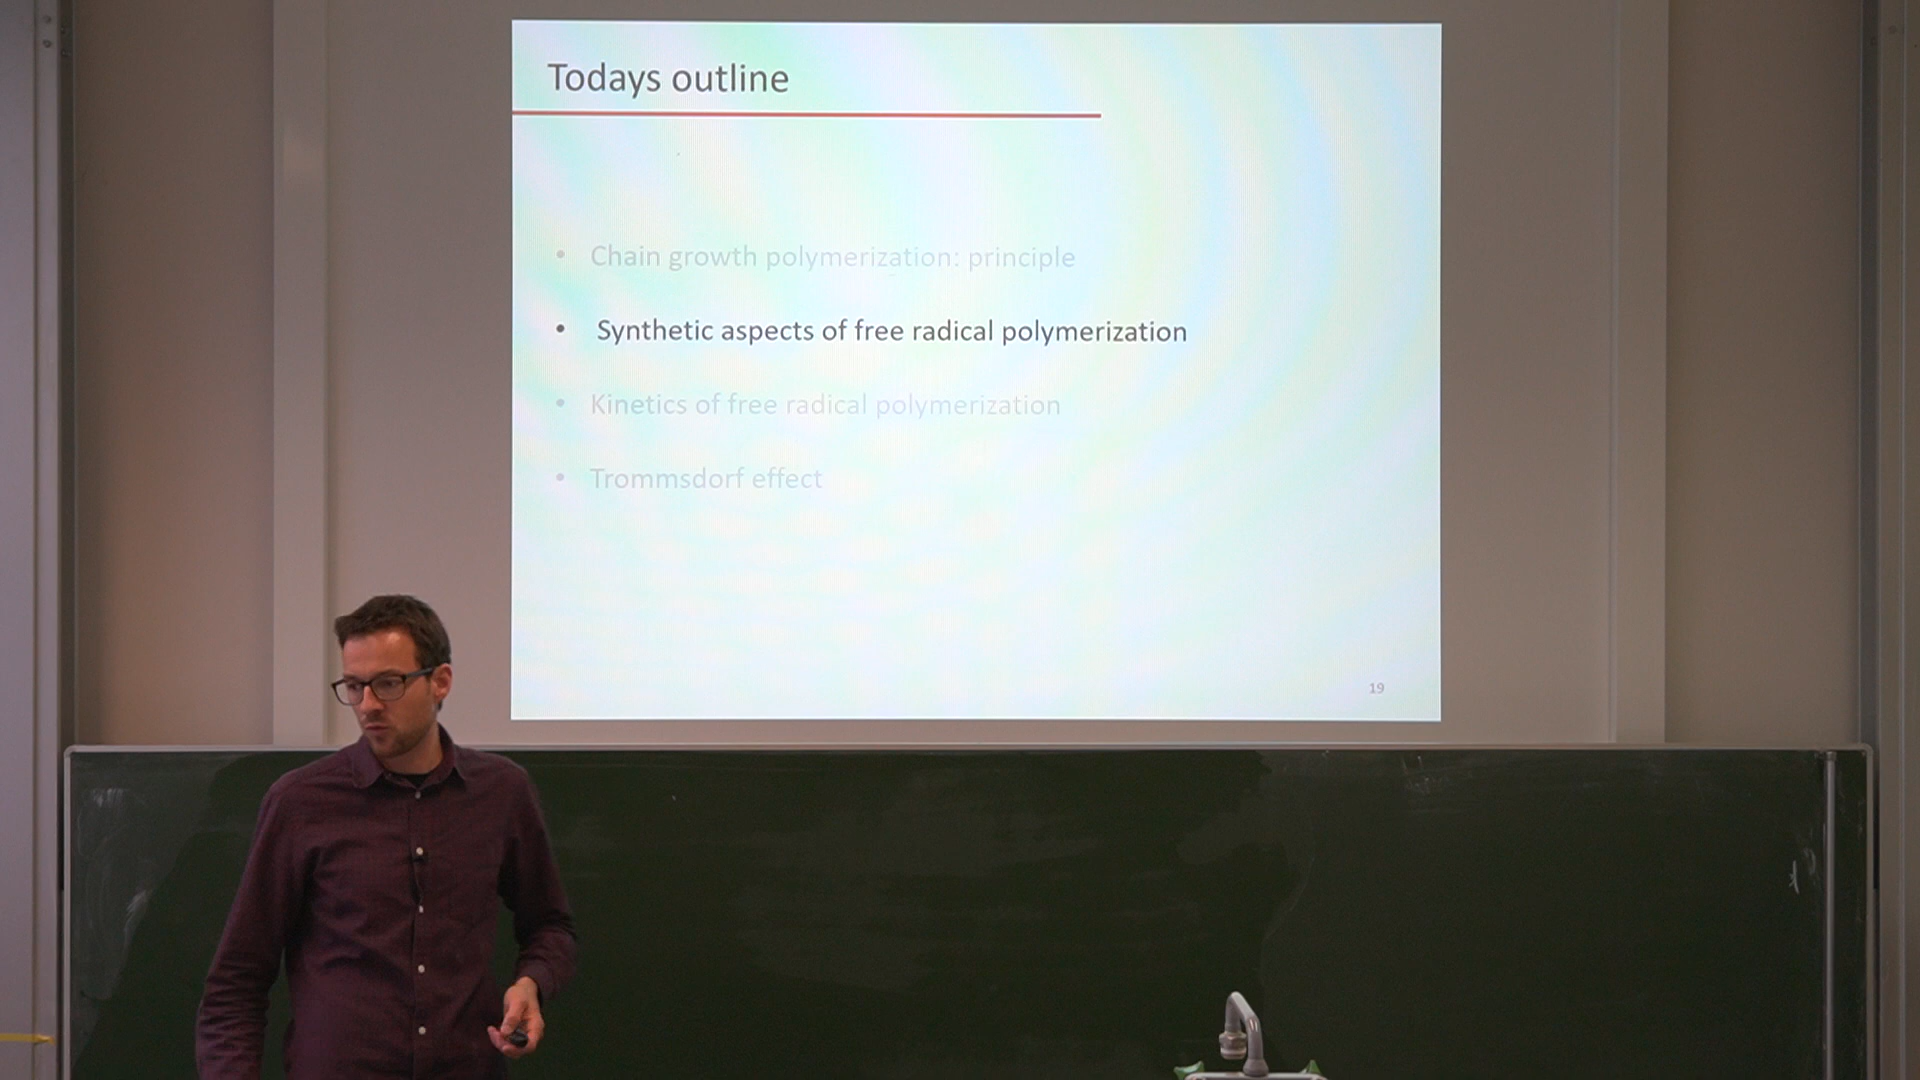 Todays outline
• Chain growth polymerization: principle
• Synthetic aspects of free radical polymerization
• Kinetics of free radical polymerization
• Trommsdorf effect
19